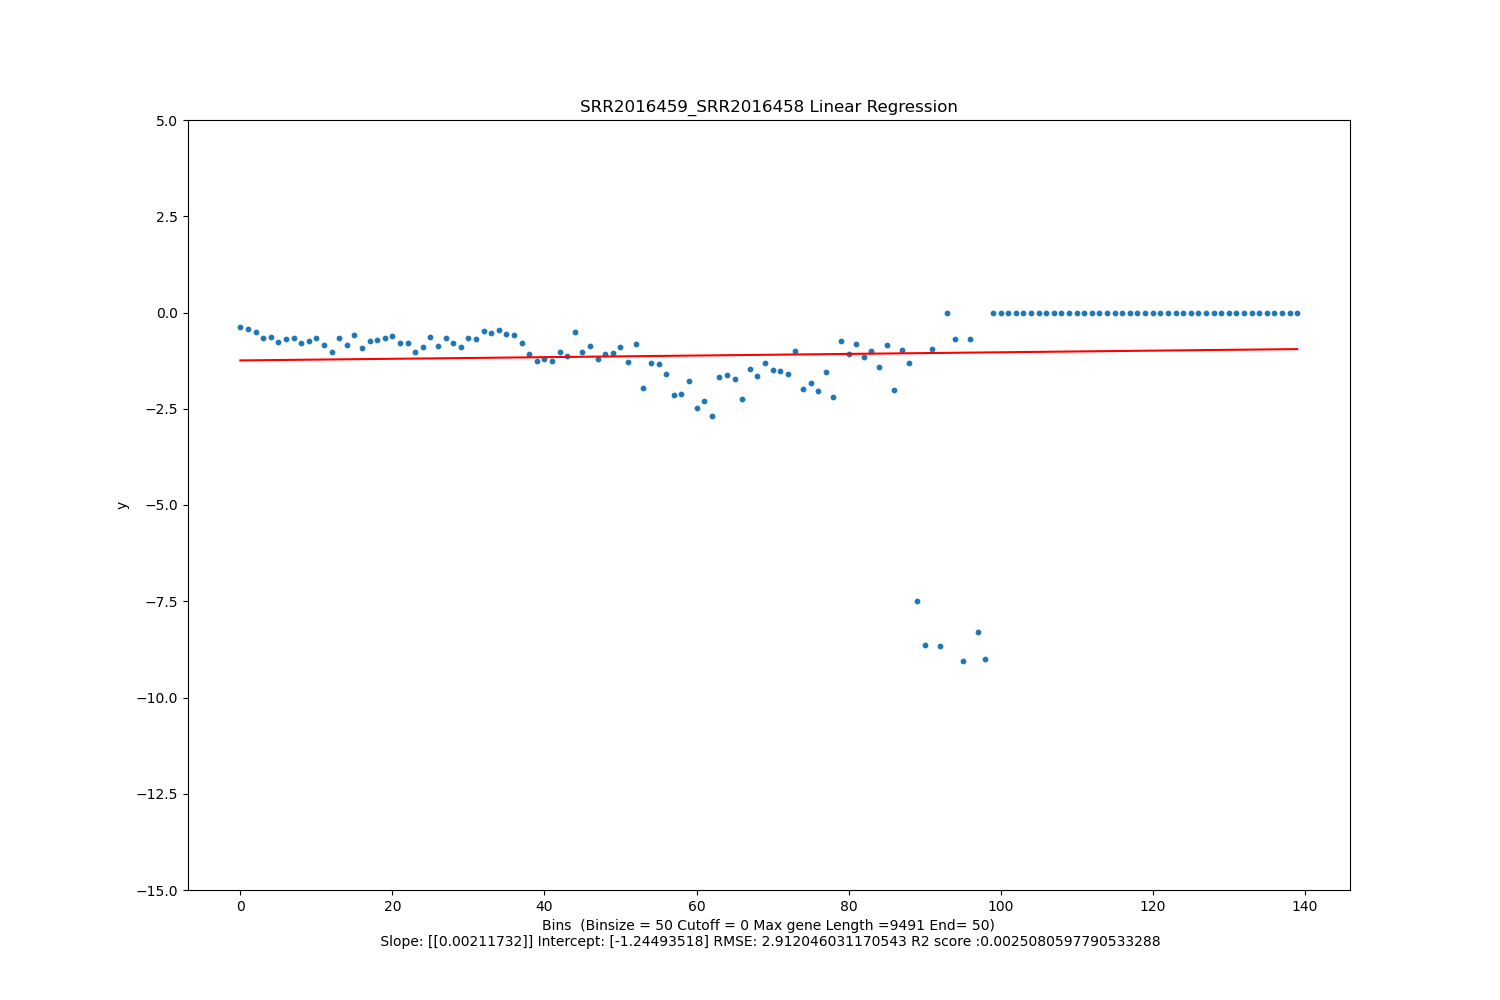 SRR2016459_SRR2016458 Linear Regression
5.0
2.5
0.0
−2.5
−5.0
−7.5
−10.0
−12.5
−15.0
y
0 20 40 60 80 100 120 140
Bins  (Binsize = 50 Cutoff = 0 Max gene Length =9491 End= 50)
Slope: [[0.00211732]] Intercept: [-1.24493518] RMSE: 2.912046031170543 R2 score :0.0025080597790533288